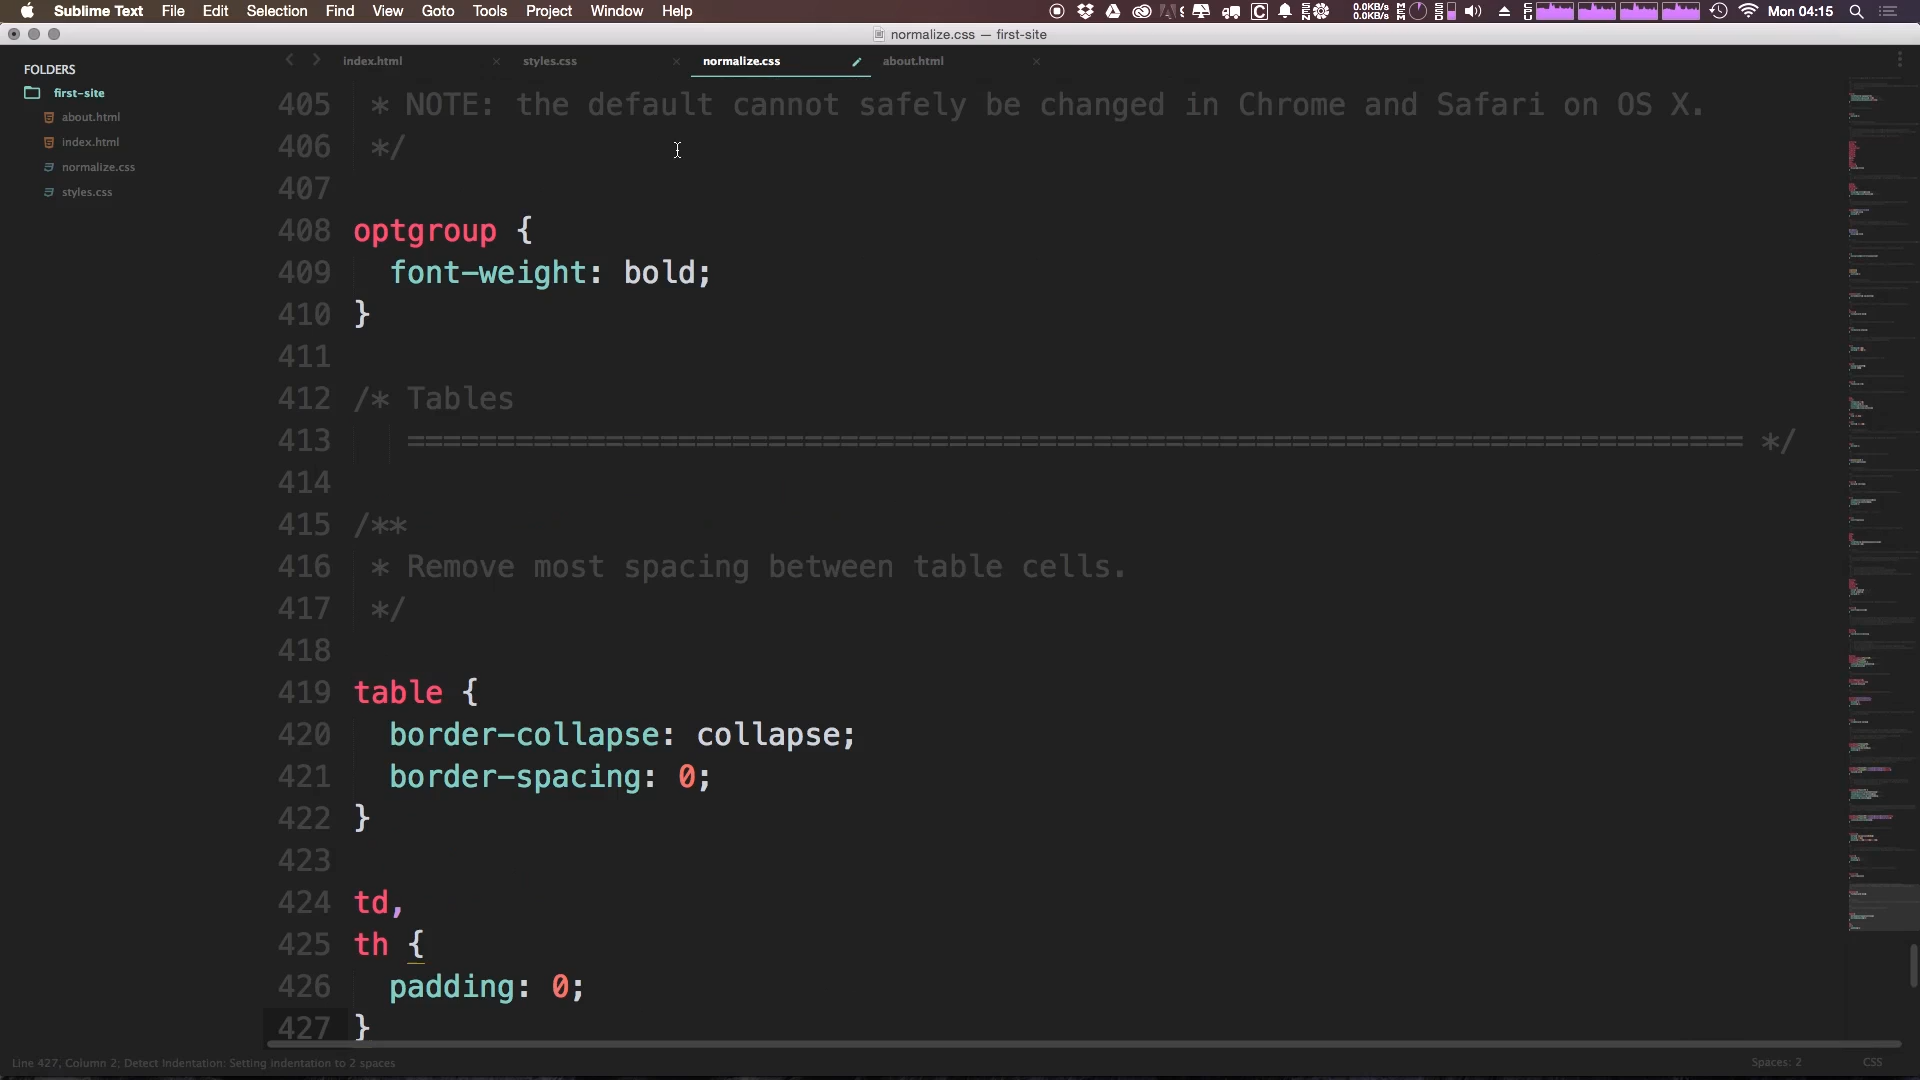 Sublime Text File Edit Selection Find View Goto Tools Project Window Help 0.0KB/s 0.0KB/s Mon 04:15
normalize.css — first-site
FOLDERS
first-site
about.html
index.html
normalize.css
styles.css
index.html styles.css normalize.css about.html
405 * NOTE: the default cannot safely be changed in Chrome and Safari on OS X.
406 */
407
408 optgroup {
409 font-weight: bold;
410 }
411
412 /* Tables
413 ========================================================================== */
414
415 /**
416 * Remove most spacing between table cells.
417 */
418
419 table {
420 border-collapse: collapse;
421 border-spacing: 0;
422 }
423
424 td,
425 th {
426 padding: 0;
427 }
Line 427, Column 2; Detect Indentation: Setting indentation to 2 spaces Spaces: 2 CSS